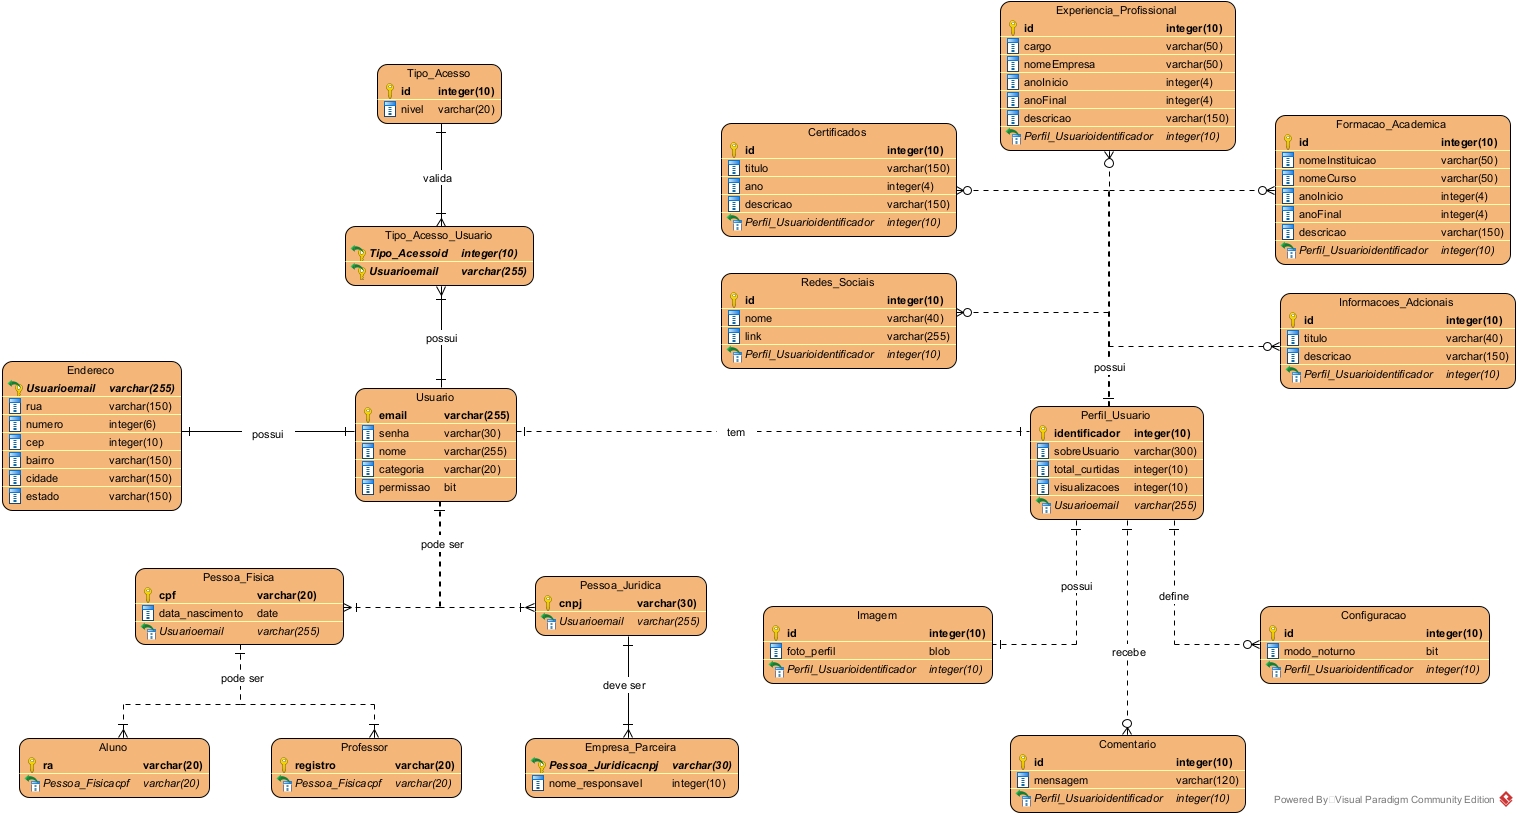 Experiencia_Profissional
id integer(10)
cargo varchar(50)
nomeEmpresa varchar(50)
anoInicio integer(4)
anoFinal integer(4)
descricao varchar(150)
Perfil_Usuarioidentificador integer(10)
Tipo_Acesso
id integer(10)
nivel varchar(20)
valida
Certificados
id integer(10)
titulo varchar(150)
ano integer(4)
descricao varchar(150)
Perfil_Usuarioidentificador integer(10)
Formacao_Academica
id integer(10)
nomeInstituicao varchar(50)
nomeCurso varchar(50)
anoInicio integer(4)
anoFinal integer(4)
descricao varchar(150)
Perfil_Usuarioidentificador integer(10)
Tipo_Acesso_Usuario
Tipo_Acessoid integer(10)
Usuarioemail varchar(255)
possui
Redes_Sociais
id integer(10)
nome varchar(40)
link varchar(255)
Perfil_Usuarioidentificador integer(10)
Informacoes_Adcionais
id integer(10)
titulo varchar(40)
descricao varchar(150)
Perfil_Usuarioidentificador integer(10)
possui
Endereco
Usuarioemail varchar(255)
rua varchar(150)
numero integer(6)
cep integer(10)
bairro varchar(150)
cidade varchar(150)
estado varchar(150)
possui
Usuario
email varchar(255)
senha varchar(30)
nome varchar(255)
categoria varchar(20)
permissao bit
tem
Perfil_Usuario
identificador integer(10)
sobreUsuario varchar(300)
total_curtidas integer(10)
visualizacoes integer(10)
Usuarioemail varchar(255)
pode ser
Pessoa_Fisica
cpf varchar(20)
data_nascimento date
Usuarioemail varchar(255)
Pessoa_Juridica
cnpj varchar(30)
Usuarioemail varchar(255)
possui
define
recebe
Imagem
id integer(10)
foto_perfil blob
Perfil_Usuarioidentificador integer(10)
Configuracao
id integer(10)
modo_noturno bit
Perfil_Usuarioidentificador integer(10)
pode ser
deve ser
Aluno
ra varchar(20)
Pessoa_Fisicacpf varchar(20)
Professor
registro varchar(20)
Pessoa_Fisicacpf varchar(20)
Empresa_Parceira
Pessoa_Juridicacnpj varchar(30)
nome_responsavel integer(10)
Comentario
id integer(10)
mensagem varchar(120)
Perfil_Usuarioidentificador integer(10)
Powered By Visual Paradigm Community Edition